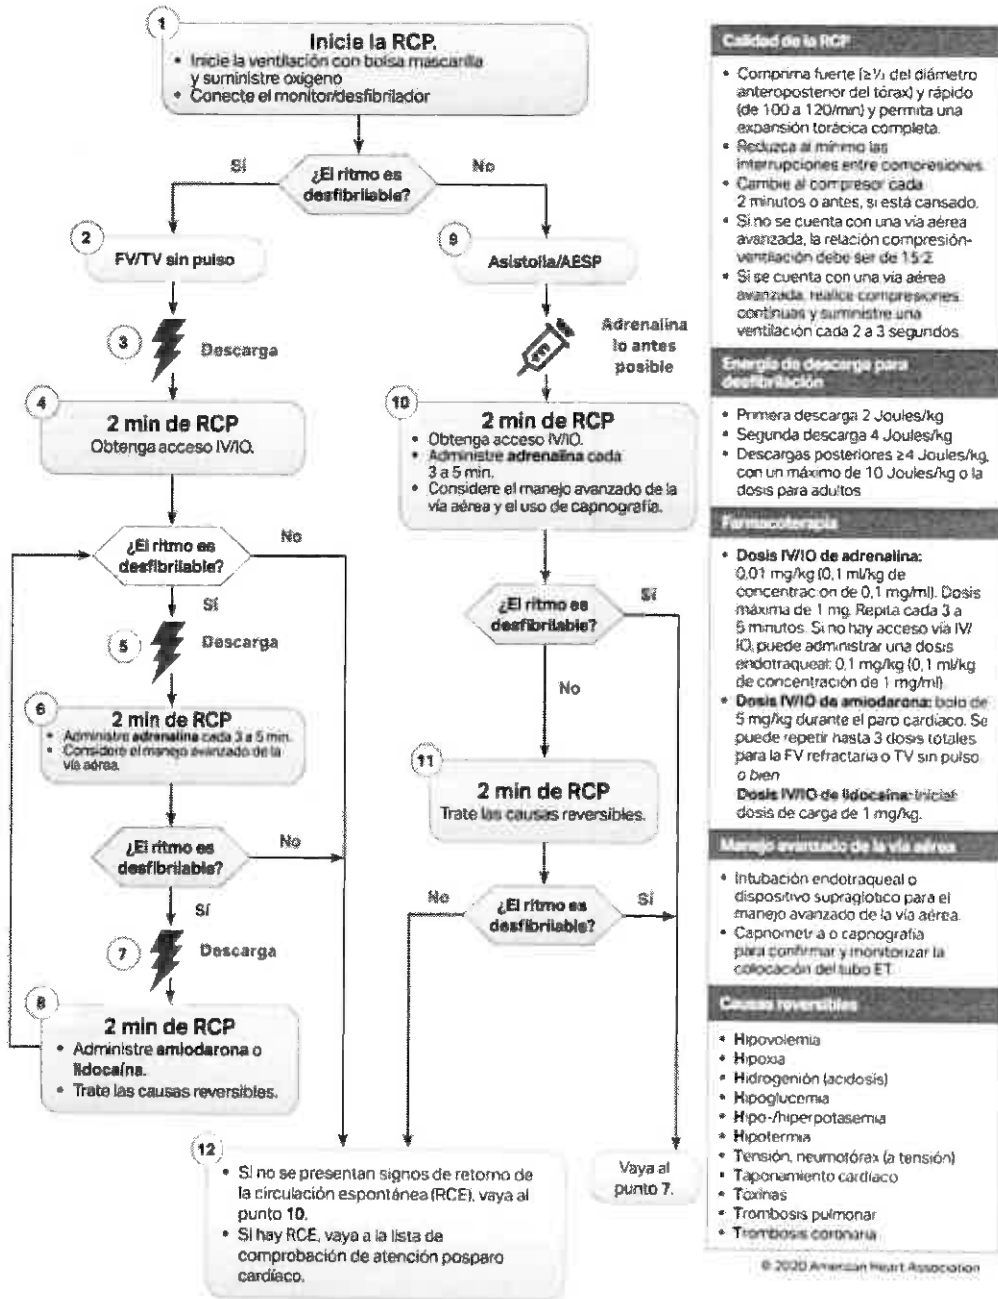 1
Inicie la RCP.
• Inicie la ventilación con bolsa mascarilla
y suministre oxígeno
• Conecte el monitor/desfibrilador
¿El ritmo es
desfibrilable?
Sí
No
2
FV/TV sin pulso
3
Descarga
4
2 min de RCP
Obtenga acceso IV/IO.
¿El ritmo es
desfibrilable?
No
Sí
5
Descarga
6
2 min de RCP
• Administre adrenalina cada 3 a 5 min.
• Considere el manejo avanzado de la
vía aérea.
¿El ritmo es
desfibrilable?
No
Sí
7
Descarga
8
2 min de RCP
• Administre amiodarona o
lidocaína.
• Trate las causas reversibles.
9
Asistolia/AESP
Adrenalina
lo antes
posible
10
2 min de RCP
• Obtenga acceso IV/IO.
• Administre adrenalina cada
3 a 5 min.
• Considere el manejo avanzado de la
vía aérea y el uso de capnografía.
¿El ritmo es
desfibrilable?
Sí
No
11
2 min de RCP
Trate las causas reversibles.
¿El ritmo es
desfibrilable?
No
Sí
12
• Si no se presentan signos de retorno de
la circulación espontánea (RCE), vaya al
punto 10.
• Si hay RCE, vaya a la lista de
comprobación de atención posparo
cardíaco.
Vaya al
punto 7.
Calidad de la RCP
• Comprima fuerte (≥⅓ del diámetro
anteroposterior del tórax) y rápido
(de 100 a 120/min) y permita una
expansión torácica completa.
• Reduzca al mínimo las
interrupciones entre compresiones.
• Cambie al compresor cada
2 minutos o antes, si está cansado.
• Si no se cuenta con una vía aérea
avanzada, la relación compresión-
ventilación debe ser de 15:2
• Si se cuenta con una vía aérea
avanzada, realice compresiones
continuas y suministre una
ventilación cada 2 a 3 segundos.
Energía de descarga para
desfibrilación
• Primera descarga 2 Joules/kg
• Segunda descarga 4 Joules/kg
• Descargas posteriores ≥4 Joules/kg,
con un máximo de 10 Joules/kg o la
dosis para adultos
Farmacoterapia
• Dosis IV/IO de adrenalina:
0,01 mg/kg (0,1 ml/kg de
concentración de 0,1 mg/ml). Dosis
máxima de 1 mg. Repita cada 3 a
5 minutos. Si no hay acceso vía IV/
IO, puede administrar una dosis
endotraqueal: 0,1 mg/kg (0,1 ml/kg
de concentración de 1 mg/ml).
• Dosis IV/IO de amiodarona: bolo de
5 mg/kg durante el paro cardíaco. Se
puede repetir hasta 3 dosis totales
para la FV refractaria o TV sin pulso
o bien
Dosis IV/IO de lidocaína: Inicial:
dosis de carga de 1 mg/kg.
Manejo avanzado de la vía aérea
• Intubación endotraqueal o
dispositivo supraglótico para el
manejo avanzado de la vía aérea.
• Capnometría o capnografía
para confirmar y monitorizar la
colocación del tubo ET
Causas reversibles
• Hipovolemia
• Hipoxia
• Hidrogenión (acidosis)
• Hipoglucemia
• Hipo-/hiperpotasemia
• Hipotermia
• Tensión, neumotórax (a tensión)
• Taponamiento cardíaco
• Toxinas
• Trombosis pulmonar
• Trombosis coronaria
© 2020 American Heart Association